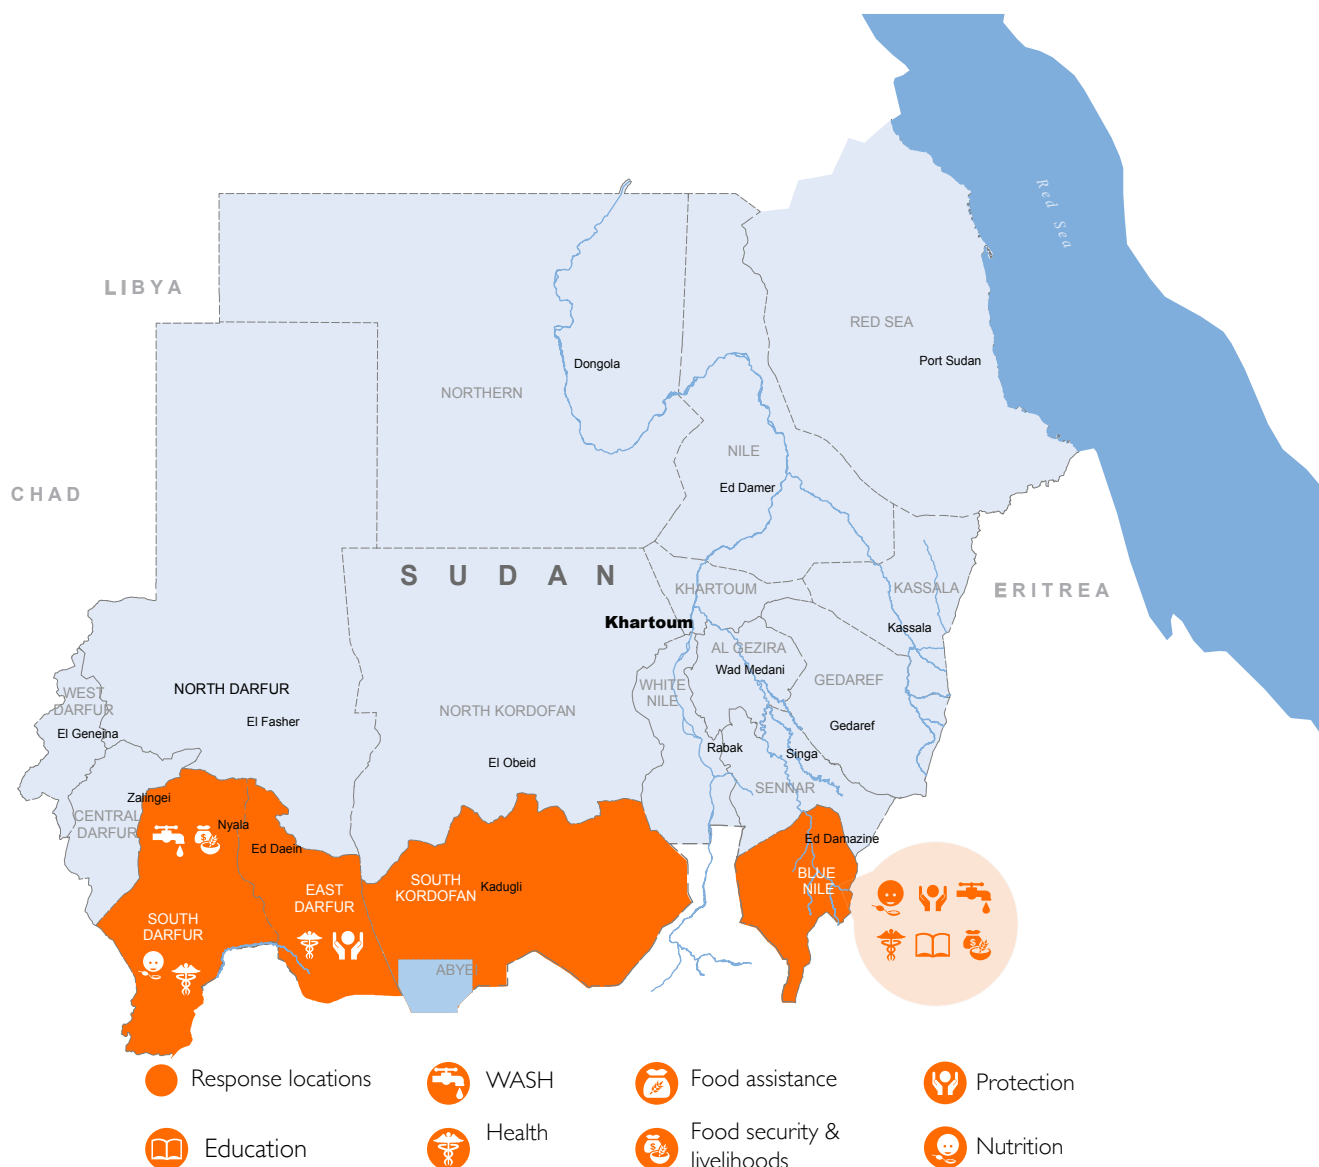 Red Sea
LIBYA
RED SEA
Port Sudan
Dongola
NORTHERN
NILE
Ed Damer
CHAD
SUDAN
KHARTOUM
KASSALA
ERITREA
Khartoum
Kassala
AL GEZIRA
Wad Medani
GEDAREF
WHITE
NILE
WEST
DARFUR
NORTH DARFUR
El Geneina
El Fasher
NORTH KORDOFAN
Gedaref
Rabak
Singa
El Obeid
SENNAR
Zalingei
CENTRAL
DARFUR
Nyala
Ed Daein
Ed Damazine
BLUE
NILE
SOUTH
KORDOFAN
Kadugli
EAST
DARFUR
SOUTH
DARFUR
ABYEI
Response locations
WASH
Food assistance
Protection
Education
Health
Food security &
livelihoods
Nutrition